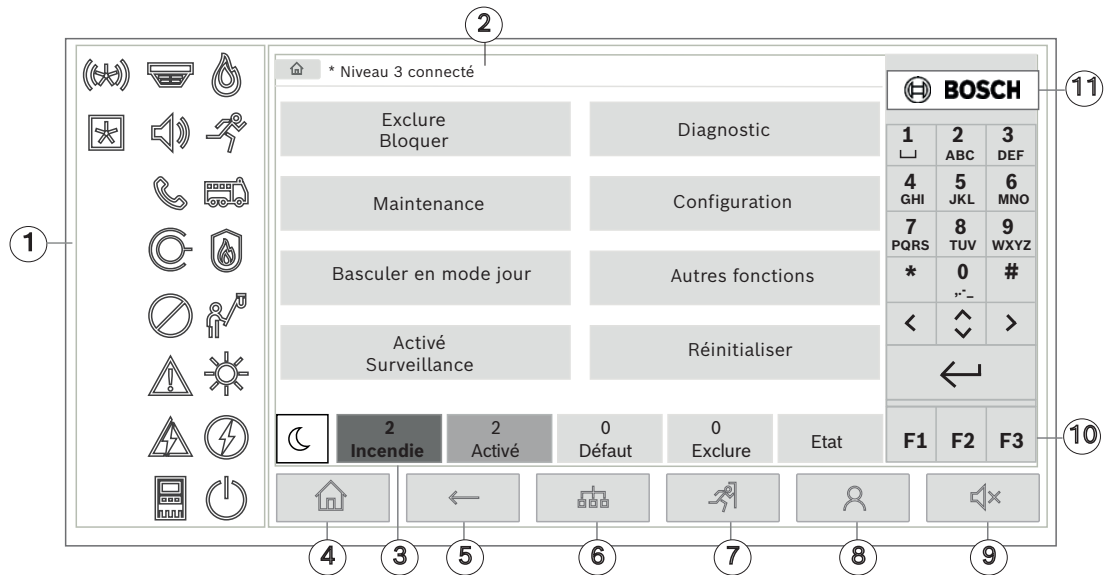 2
* Niveau 3 connecté
BOSCH
11
Exclure
Bloquer
Diagnostic
Maintenance
Configuration
Basculer en mode jour
Autres fonctions
Activé
Surveillance
Réinitialiser
1
1 2 3
ABC DEF
4 5 6
GHI JKL MNO
7 8 9
PQRS TUV WXYZ
* 0 #
,.-_
< >
2
Incendie
2
Activé
0
Défaut
0
Exclure
Etat
F1 F2 F3
10
4 3 5 6 7 8 9